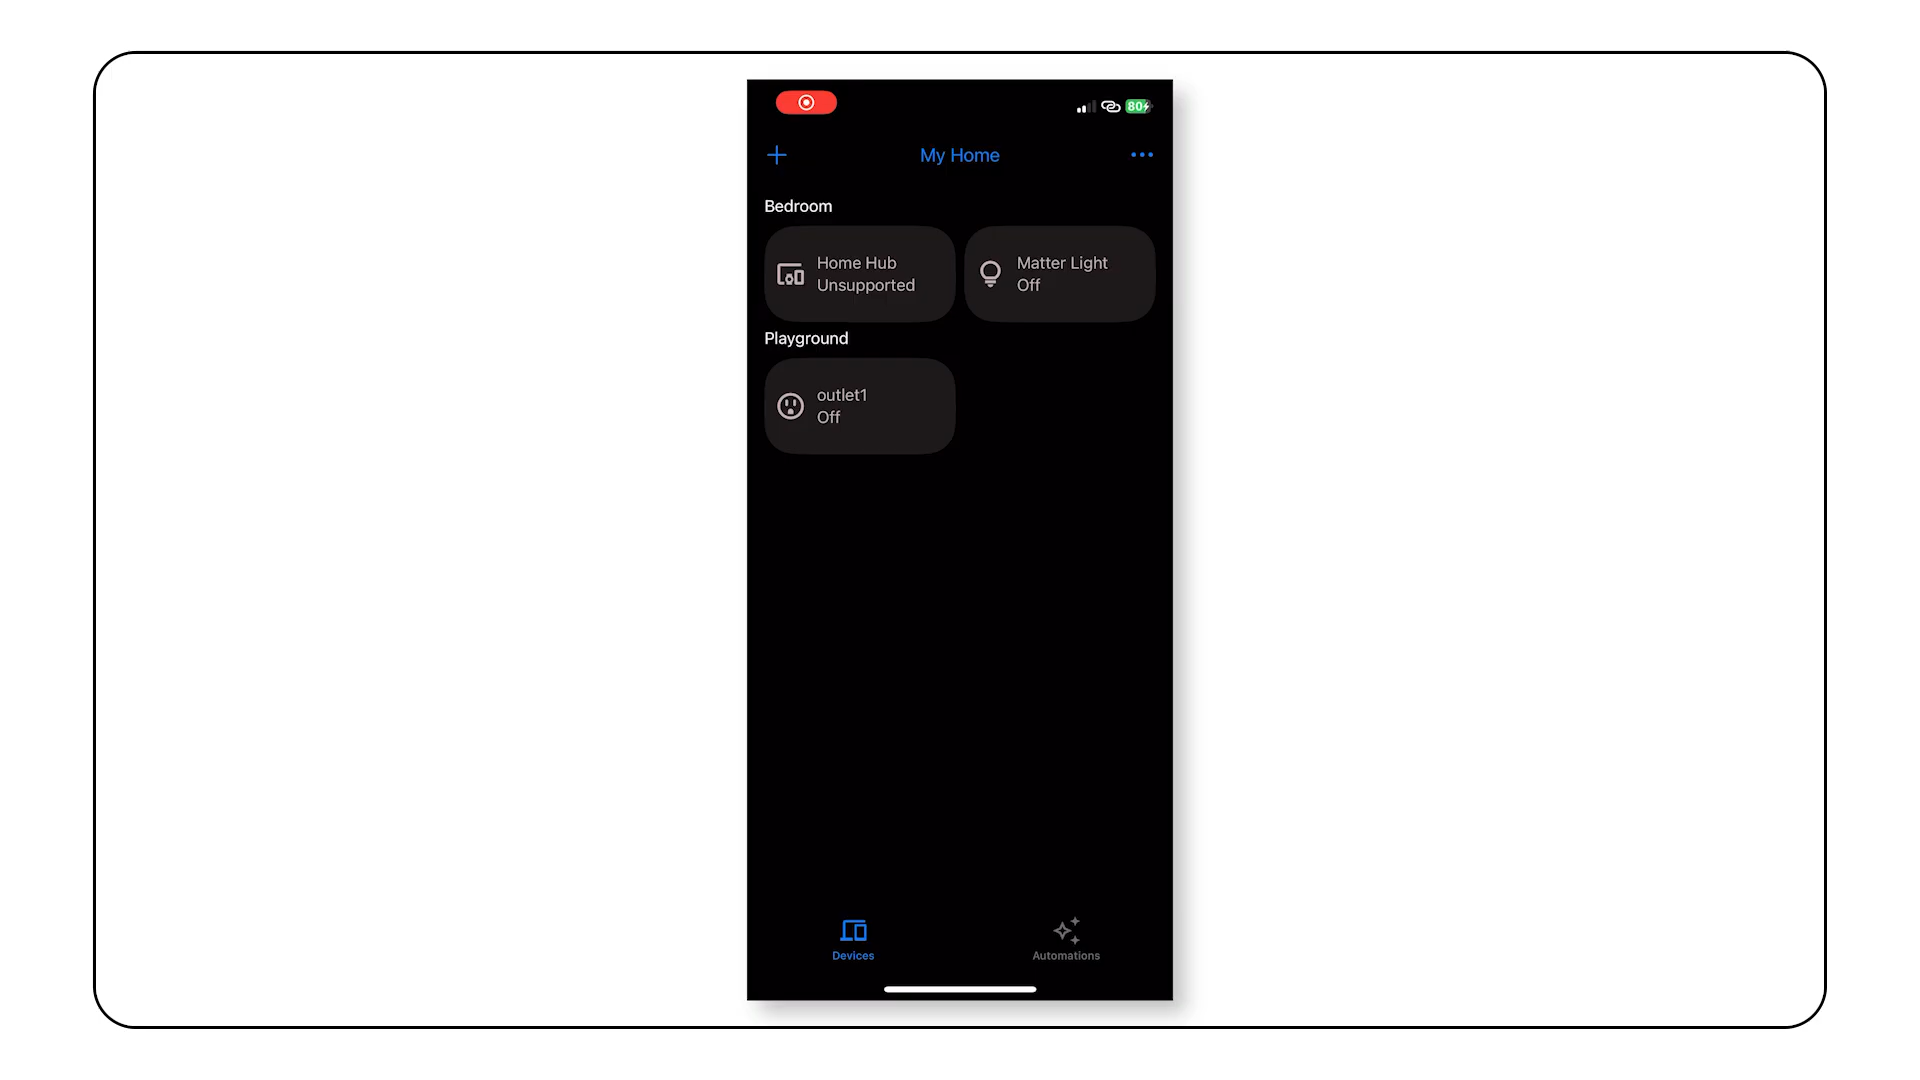 80
My Home
Bedroom
Home Hub
Unsupported
Matter Light
Off
Playground
outlet1
Off
Devices
Automations